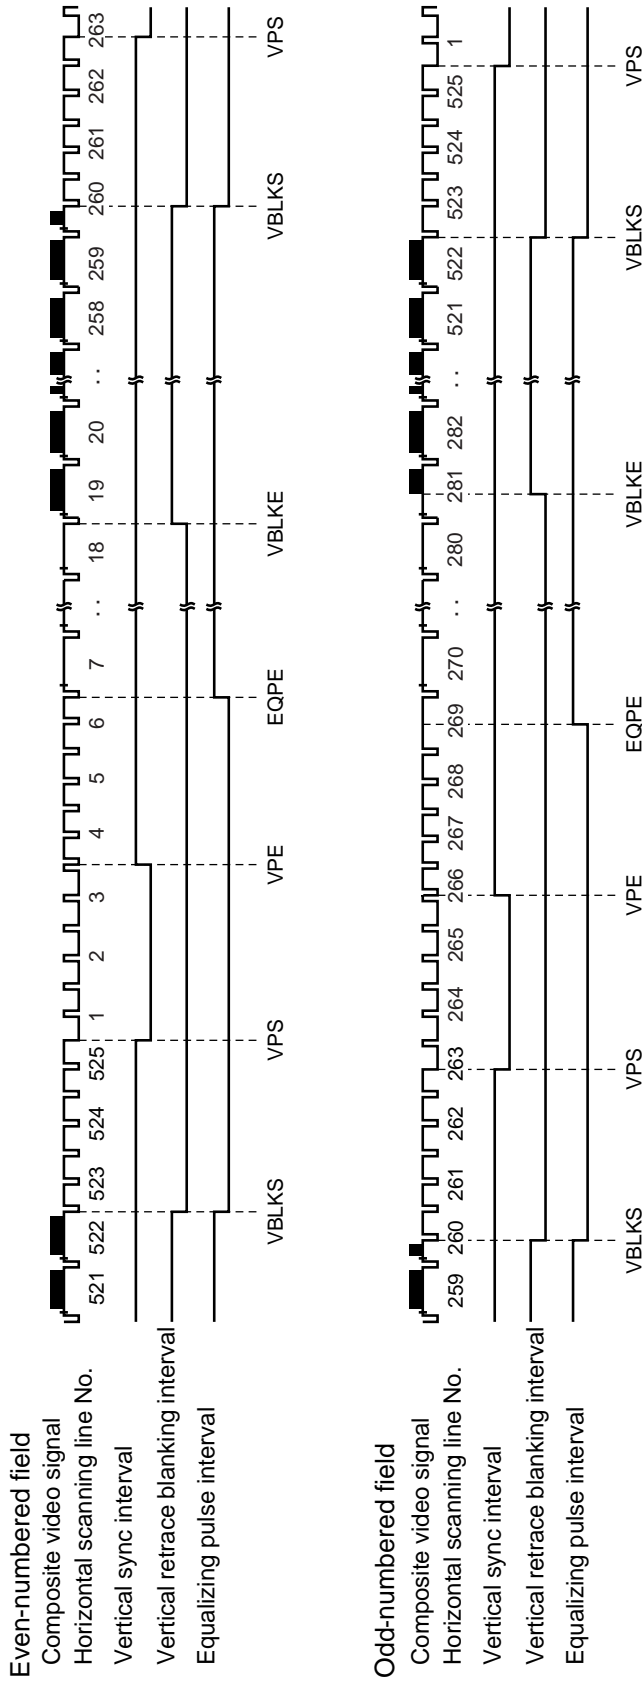 Even-numbered field
Composite video signal
Horizontal scanning line No. 521 522 523 524 525 1 2 3 4 5 6 7 . . 18 19 20 . . 258 259 260 261 262 263
Vertical sync interval
Vertical retrace blanking interval
Equalizing pulse interval
VBLKS VPS VPE EQPE VBLKE VBLKS VPS
Odd-numbered field
Composite video signal
Horizontal scanning line No. 259 260 261 262 263 264 265 266 267 268 269 270 . . 280 281 282 . . 521 522 523 524 525 1
Vertical sync interval
Vertical retrace blanking interval
Equalizing pulse interval
VBLKS VPS VPE EQPE VBLKE VBLKS VPS